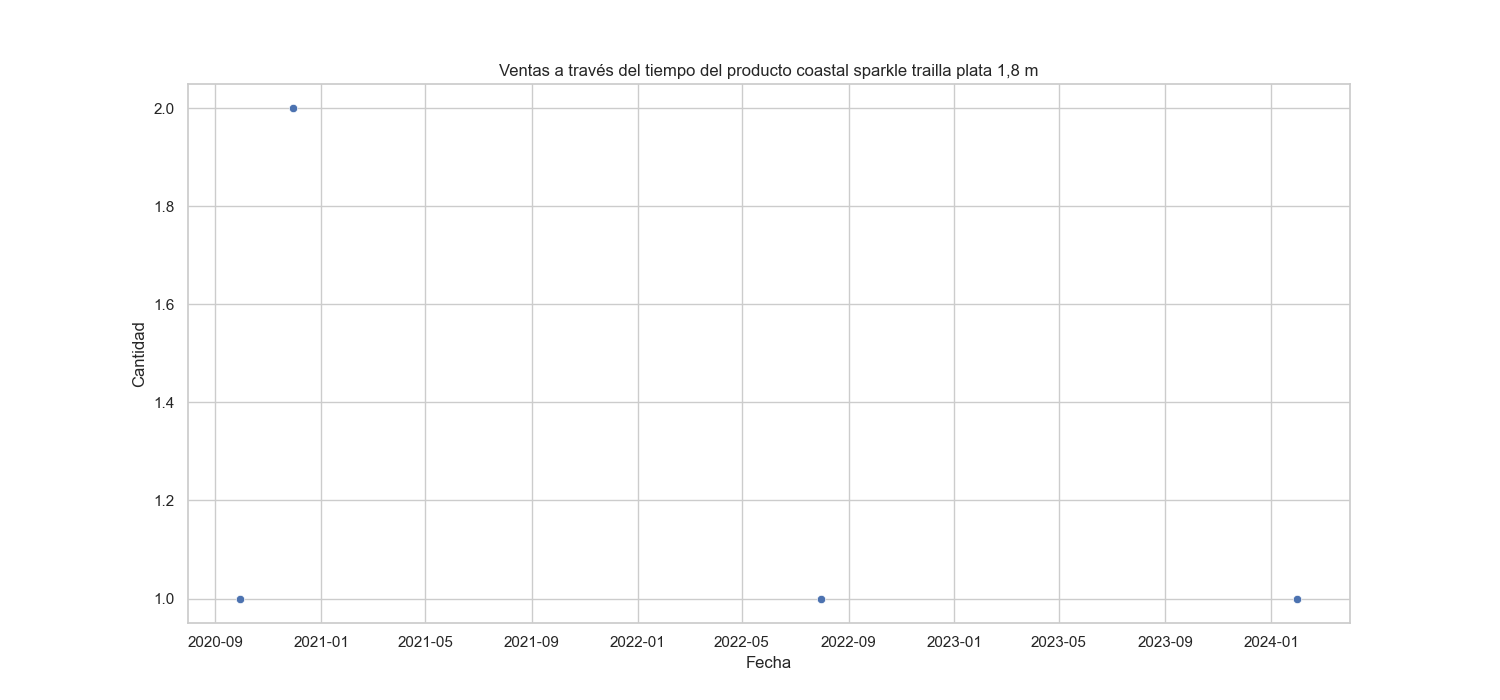 Ventas a través del tiempo del producto coastal sparkle trailla plata 1,8 m
2.0
1.8
1.6
1.4
1.2
1.0
Cantidad
2020-09 2021-01 2021-05 2021-09 2022-01 2022-05 2022-09 2023-01 2023-05 2023-09 2024-01
Fecha